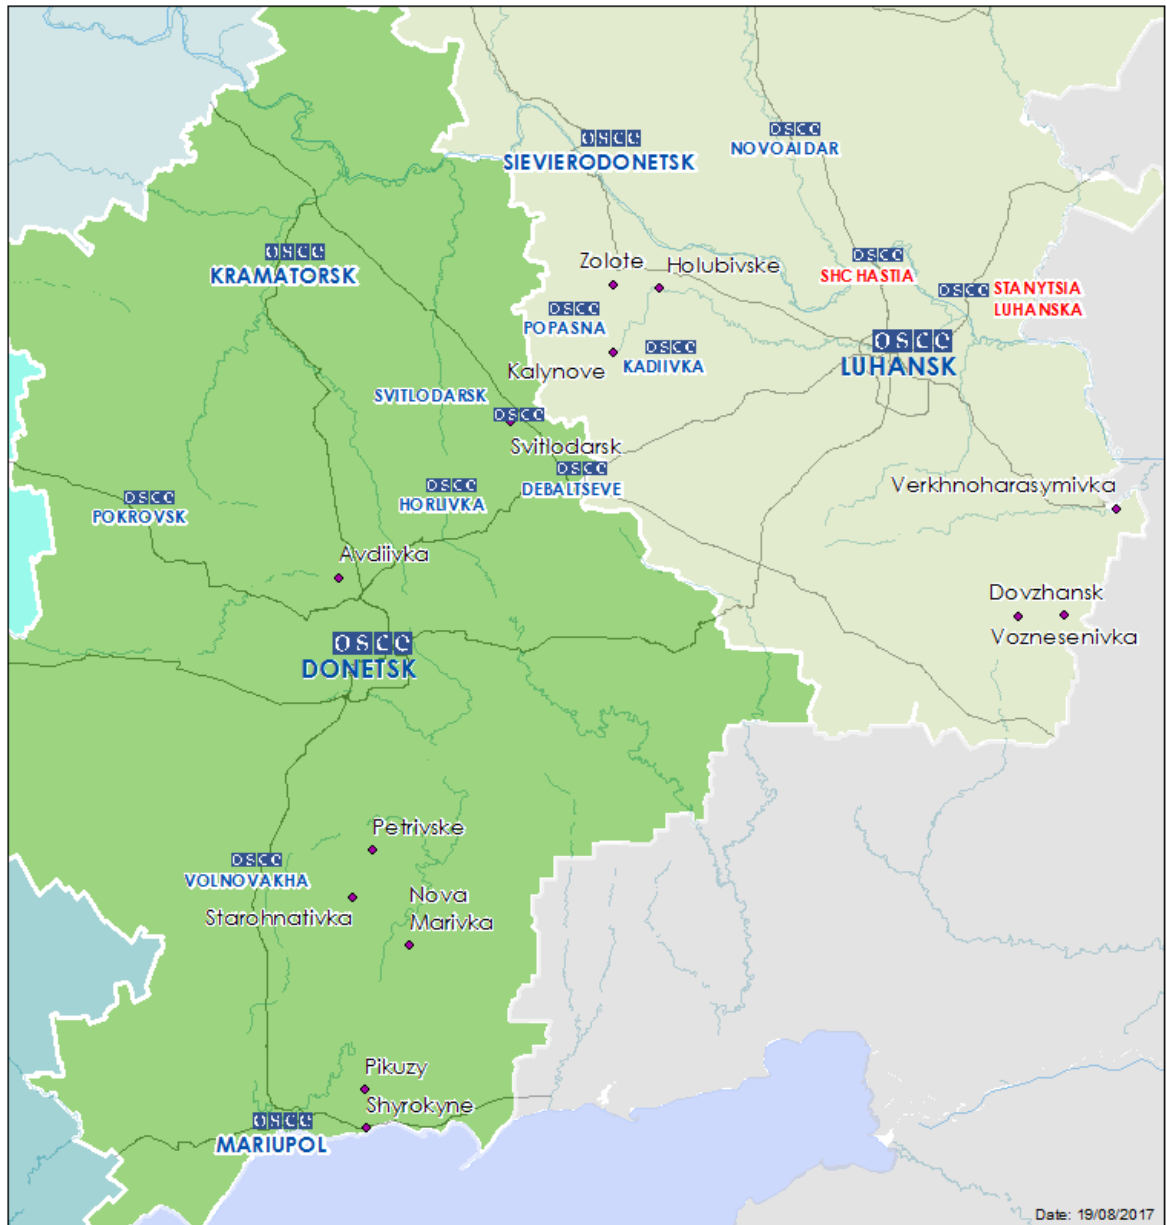 OSCE
SIEVIERODONETSK
OSCE
NOVOAIDAR
OSCE
KRAMATORSK
Zolote
Holubivske
OSCE
SHCHASTIA
OSCE
STANYTSIA
LUHANSKA
OSCE
POPASNA
OSCE
LUHANSK
Kalynove
OSCE
KADIIVKA
SVITLODARSK
OSCE
Svitlodarsk
OSCE
DEBALTSEVE
OSCE
HORLIVKA
Verkhnoharasymivka
OSCE
POKROVSK
Avdiivka
Dovzhansk
Voznesenivka
OSCE
DONETSK
Petrivske
OSCE
VOLNOVAKHA
Starohnativka
Nova
Marivka
Pikuzy
Shyrokyne
OSCE
MARIUPOL
Date: 19/08/2017